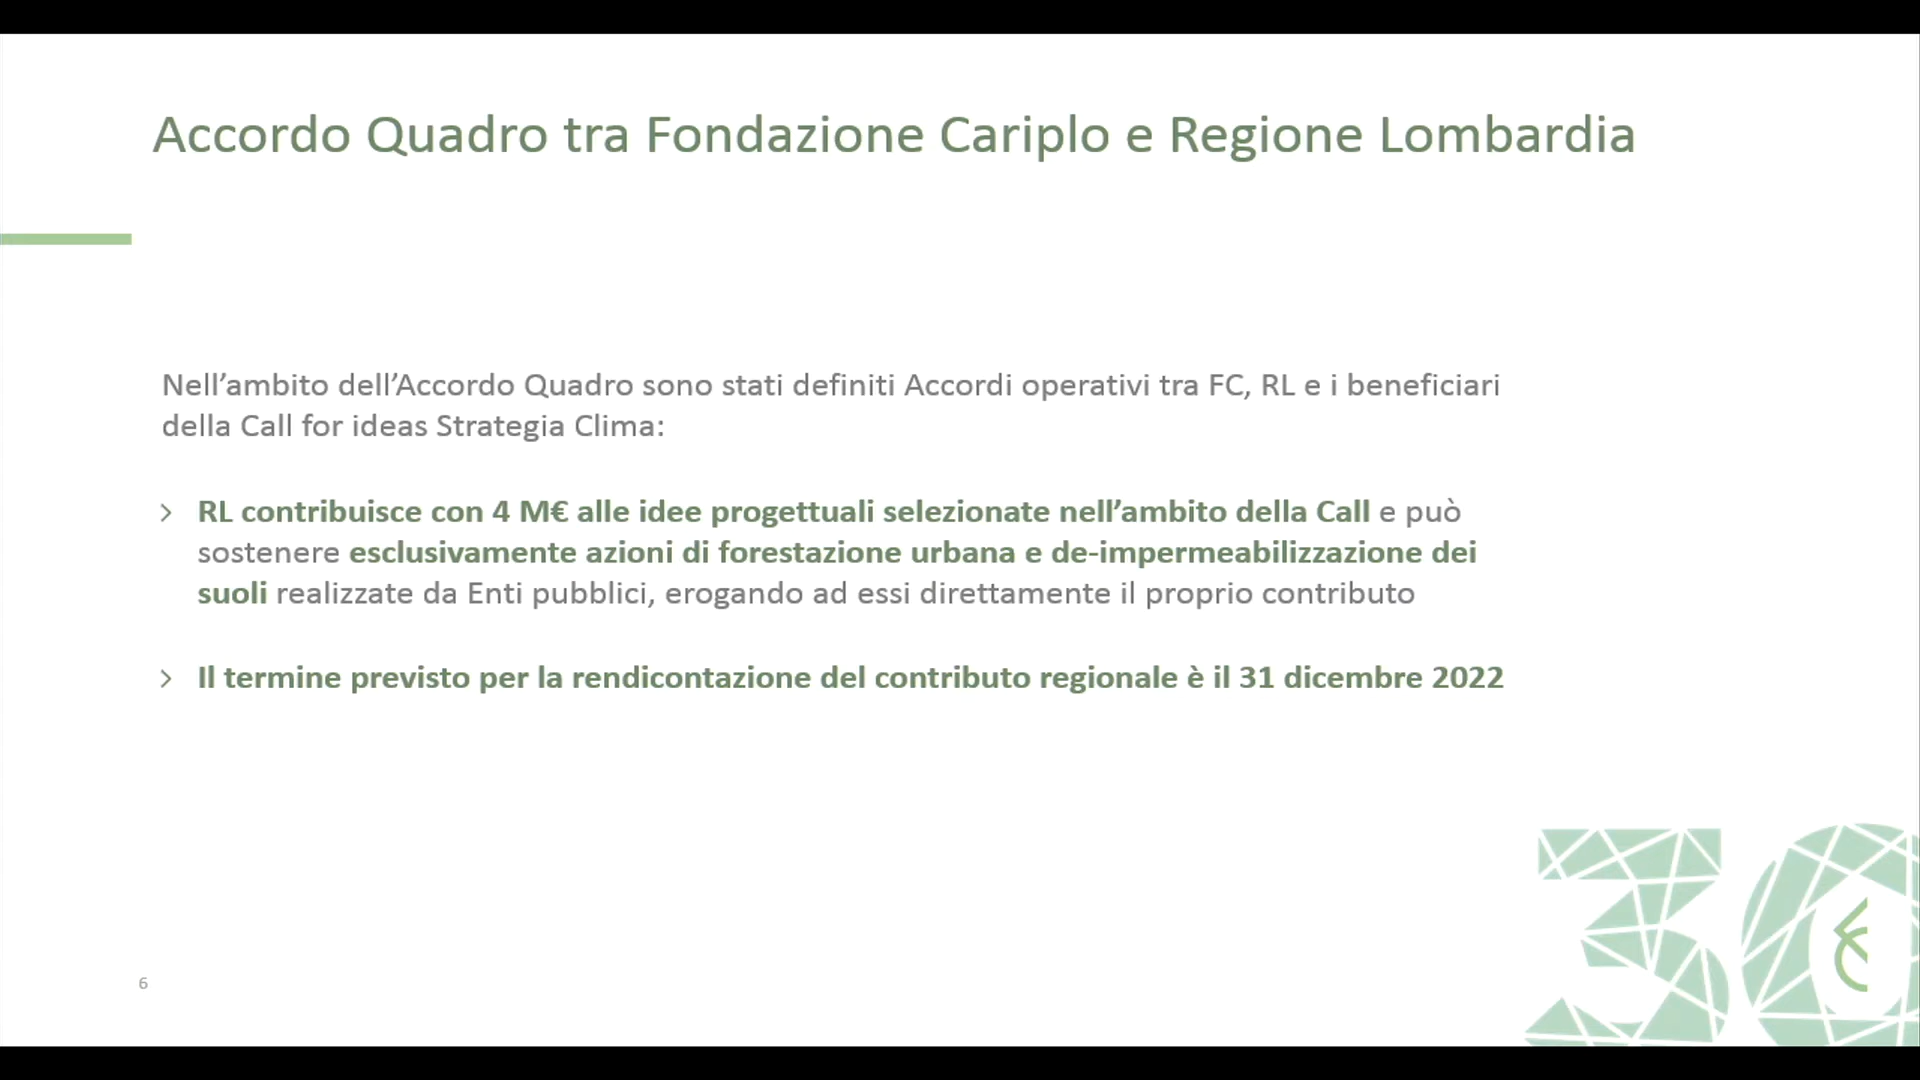 Accordo Quadro tra Fondazione Cariplo e Regione Lombardia
Nell’ambito dell’Accordo Quadro sono stati definiti Accordi operativi tra FC, RL e i beneficiari
della Call for ideas Strategia Clima:
RL contribuisce con 4 M€ alle idee progettuali selezionate nell’ambito della Call e può
sostenere esclusivamente azioni di forestazione urbana e de-impermeabilizzazione dei
suoli realizzate da Enti pubblici, erogando ad essi direttamente il proprio contributo
Il termine previsto per la rendicontazione del contributo regionale è il 31 dicembre 2022
6
30